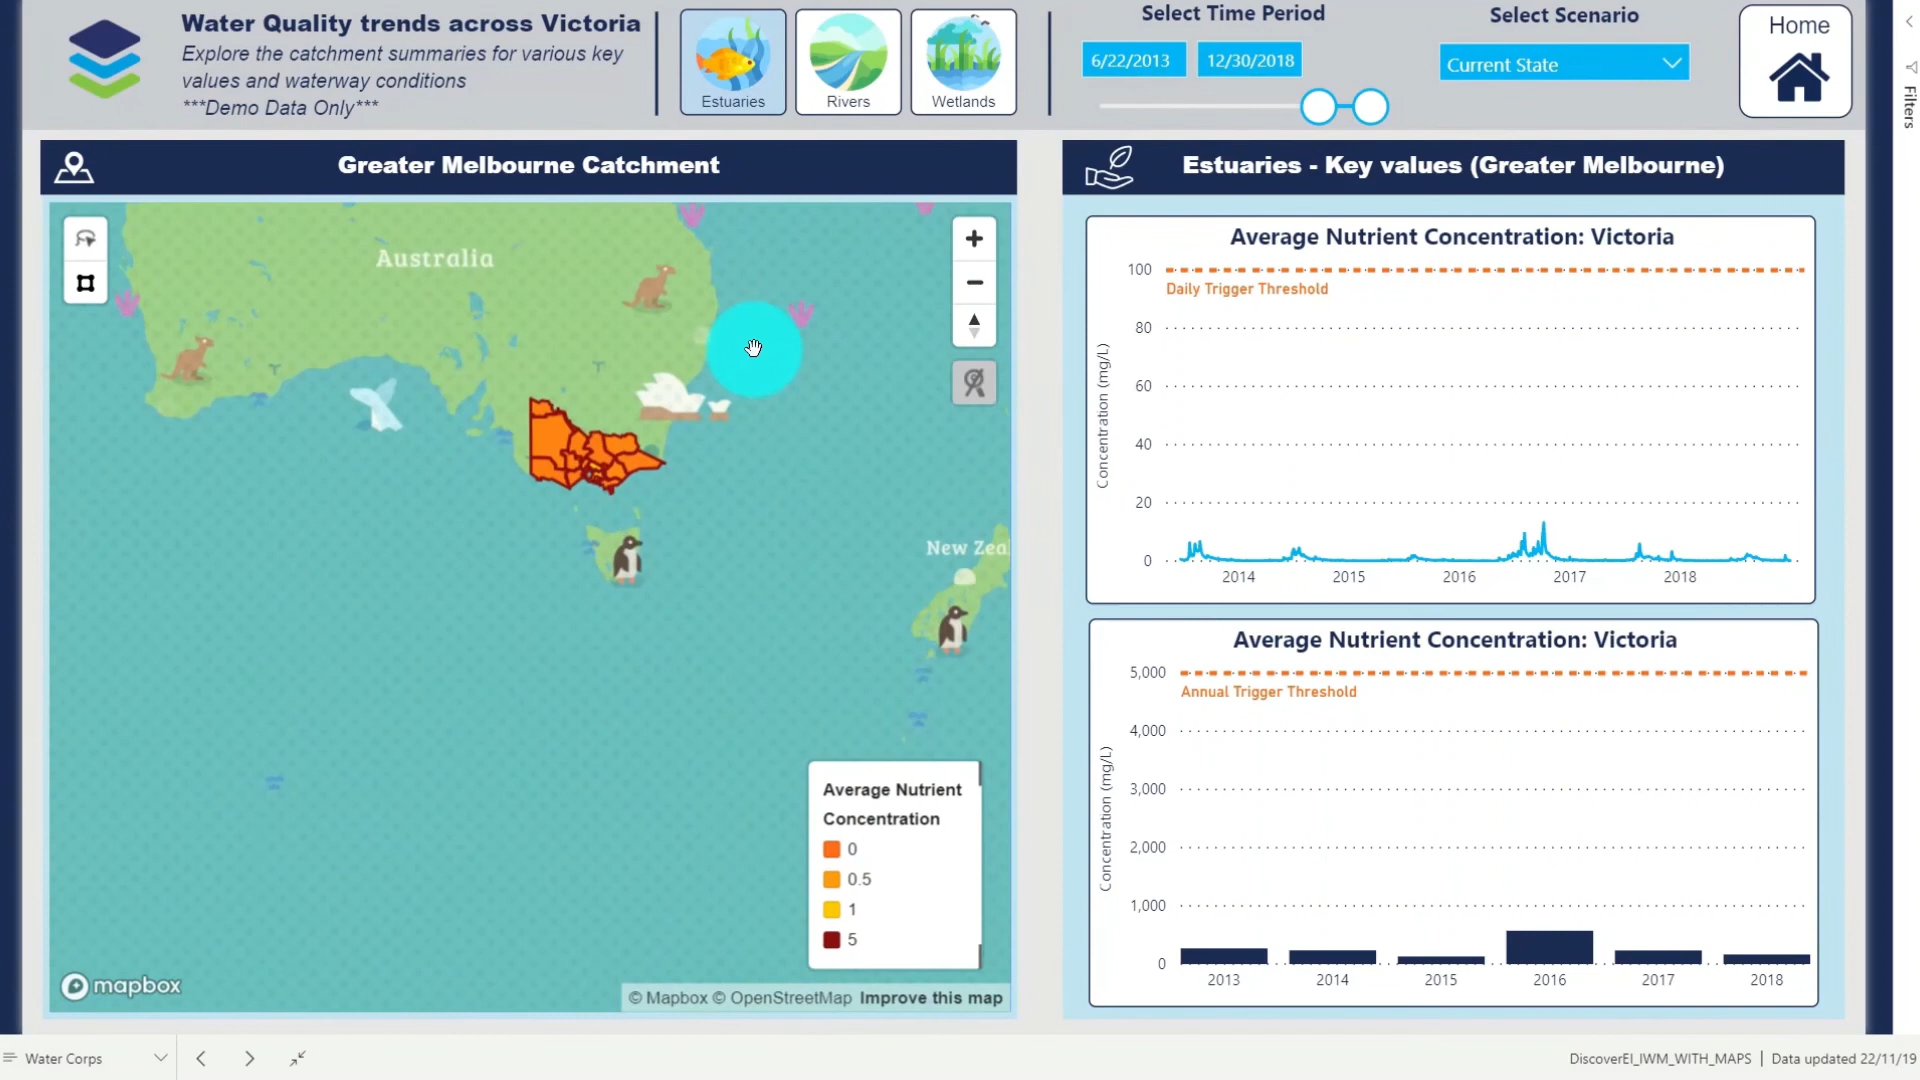 Water Quality trends across Victoria
Explore the catchment summaries for various key
values and waterway conditions
***Demo Data Only***
Estuaries
Rivers
Wetlands
Select Time Period
6/22/2013
12/30/2018
Select Scenario
Current State
Home
Filters
Greater Melbourne Catchment
Australia
New Zea
Average Nutrient
Concentration
0
0.5
1
5
mapbox
© Mapbox © OpenStreetMap Improve this map
Estuaries - Key values (Greater Melbourne)
Average Nutrient Concentration: Victoria
Concentration (mg/L)
100
Daily Trigger Threshold
80
60
40
20
0
2014 2015 2016 2017 2018
Average Nutrient Concentration: Victoria
Concentration (mg/L)
5,000
Annual Trigger Threshold
4,000
3,000
2,000
1,000
0
2013 2014 2015 2016 2017 2018
Water Corps
DiscoverEI_IWM_WITH_MAPS | Data updated 22/11/19